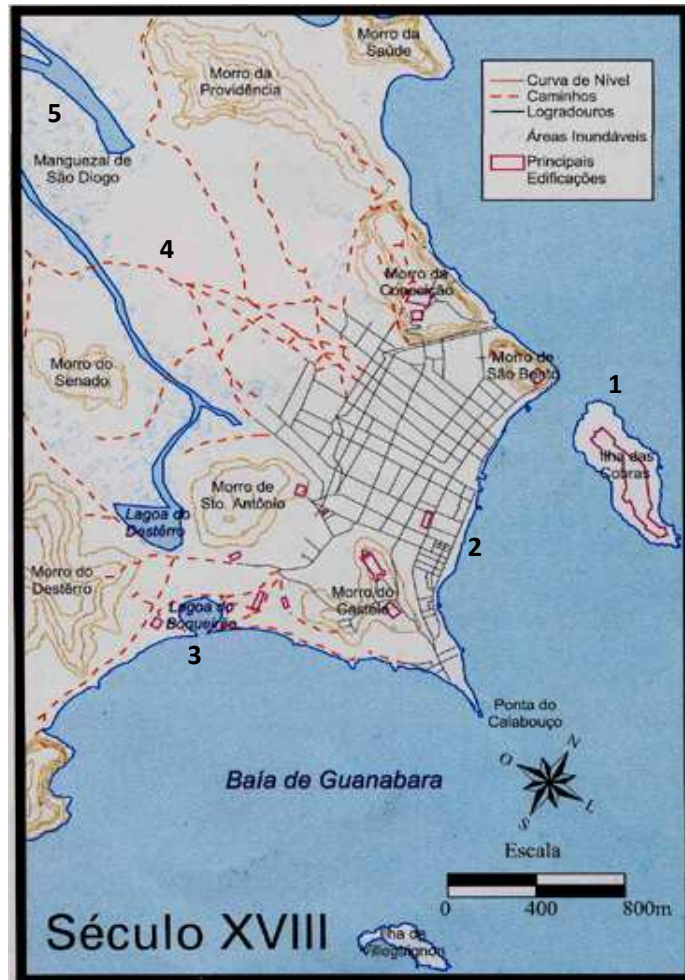 Morro da
Saúde
Morro da
Providência
Curva de Nível
Caminhos
Logradouros
Áreas Inundáveis
Principais
Edificações
5
Manguezal de
São Diogo
4
Morro da
Conceição
Morro do
Senado
Morro de
São Bento
1
Ilha das
Cobras
Lagoa do
Destêrro
Morro de
Sto. Antônio
2
Morro do
Destêrro
Lagoa do
Boqueirão
Morro do
Castelo
3
Ponta do
Calabouço
Baía de Guanabara
N
O
L
S
Escala
0 400 800m
Século XVIII
Ilha de
Villegagnon